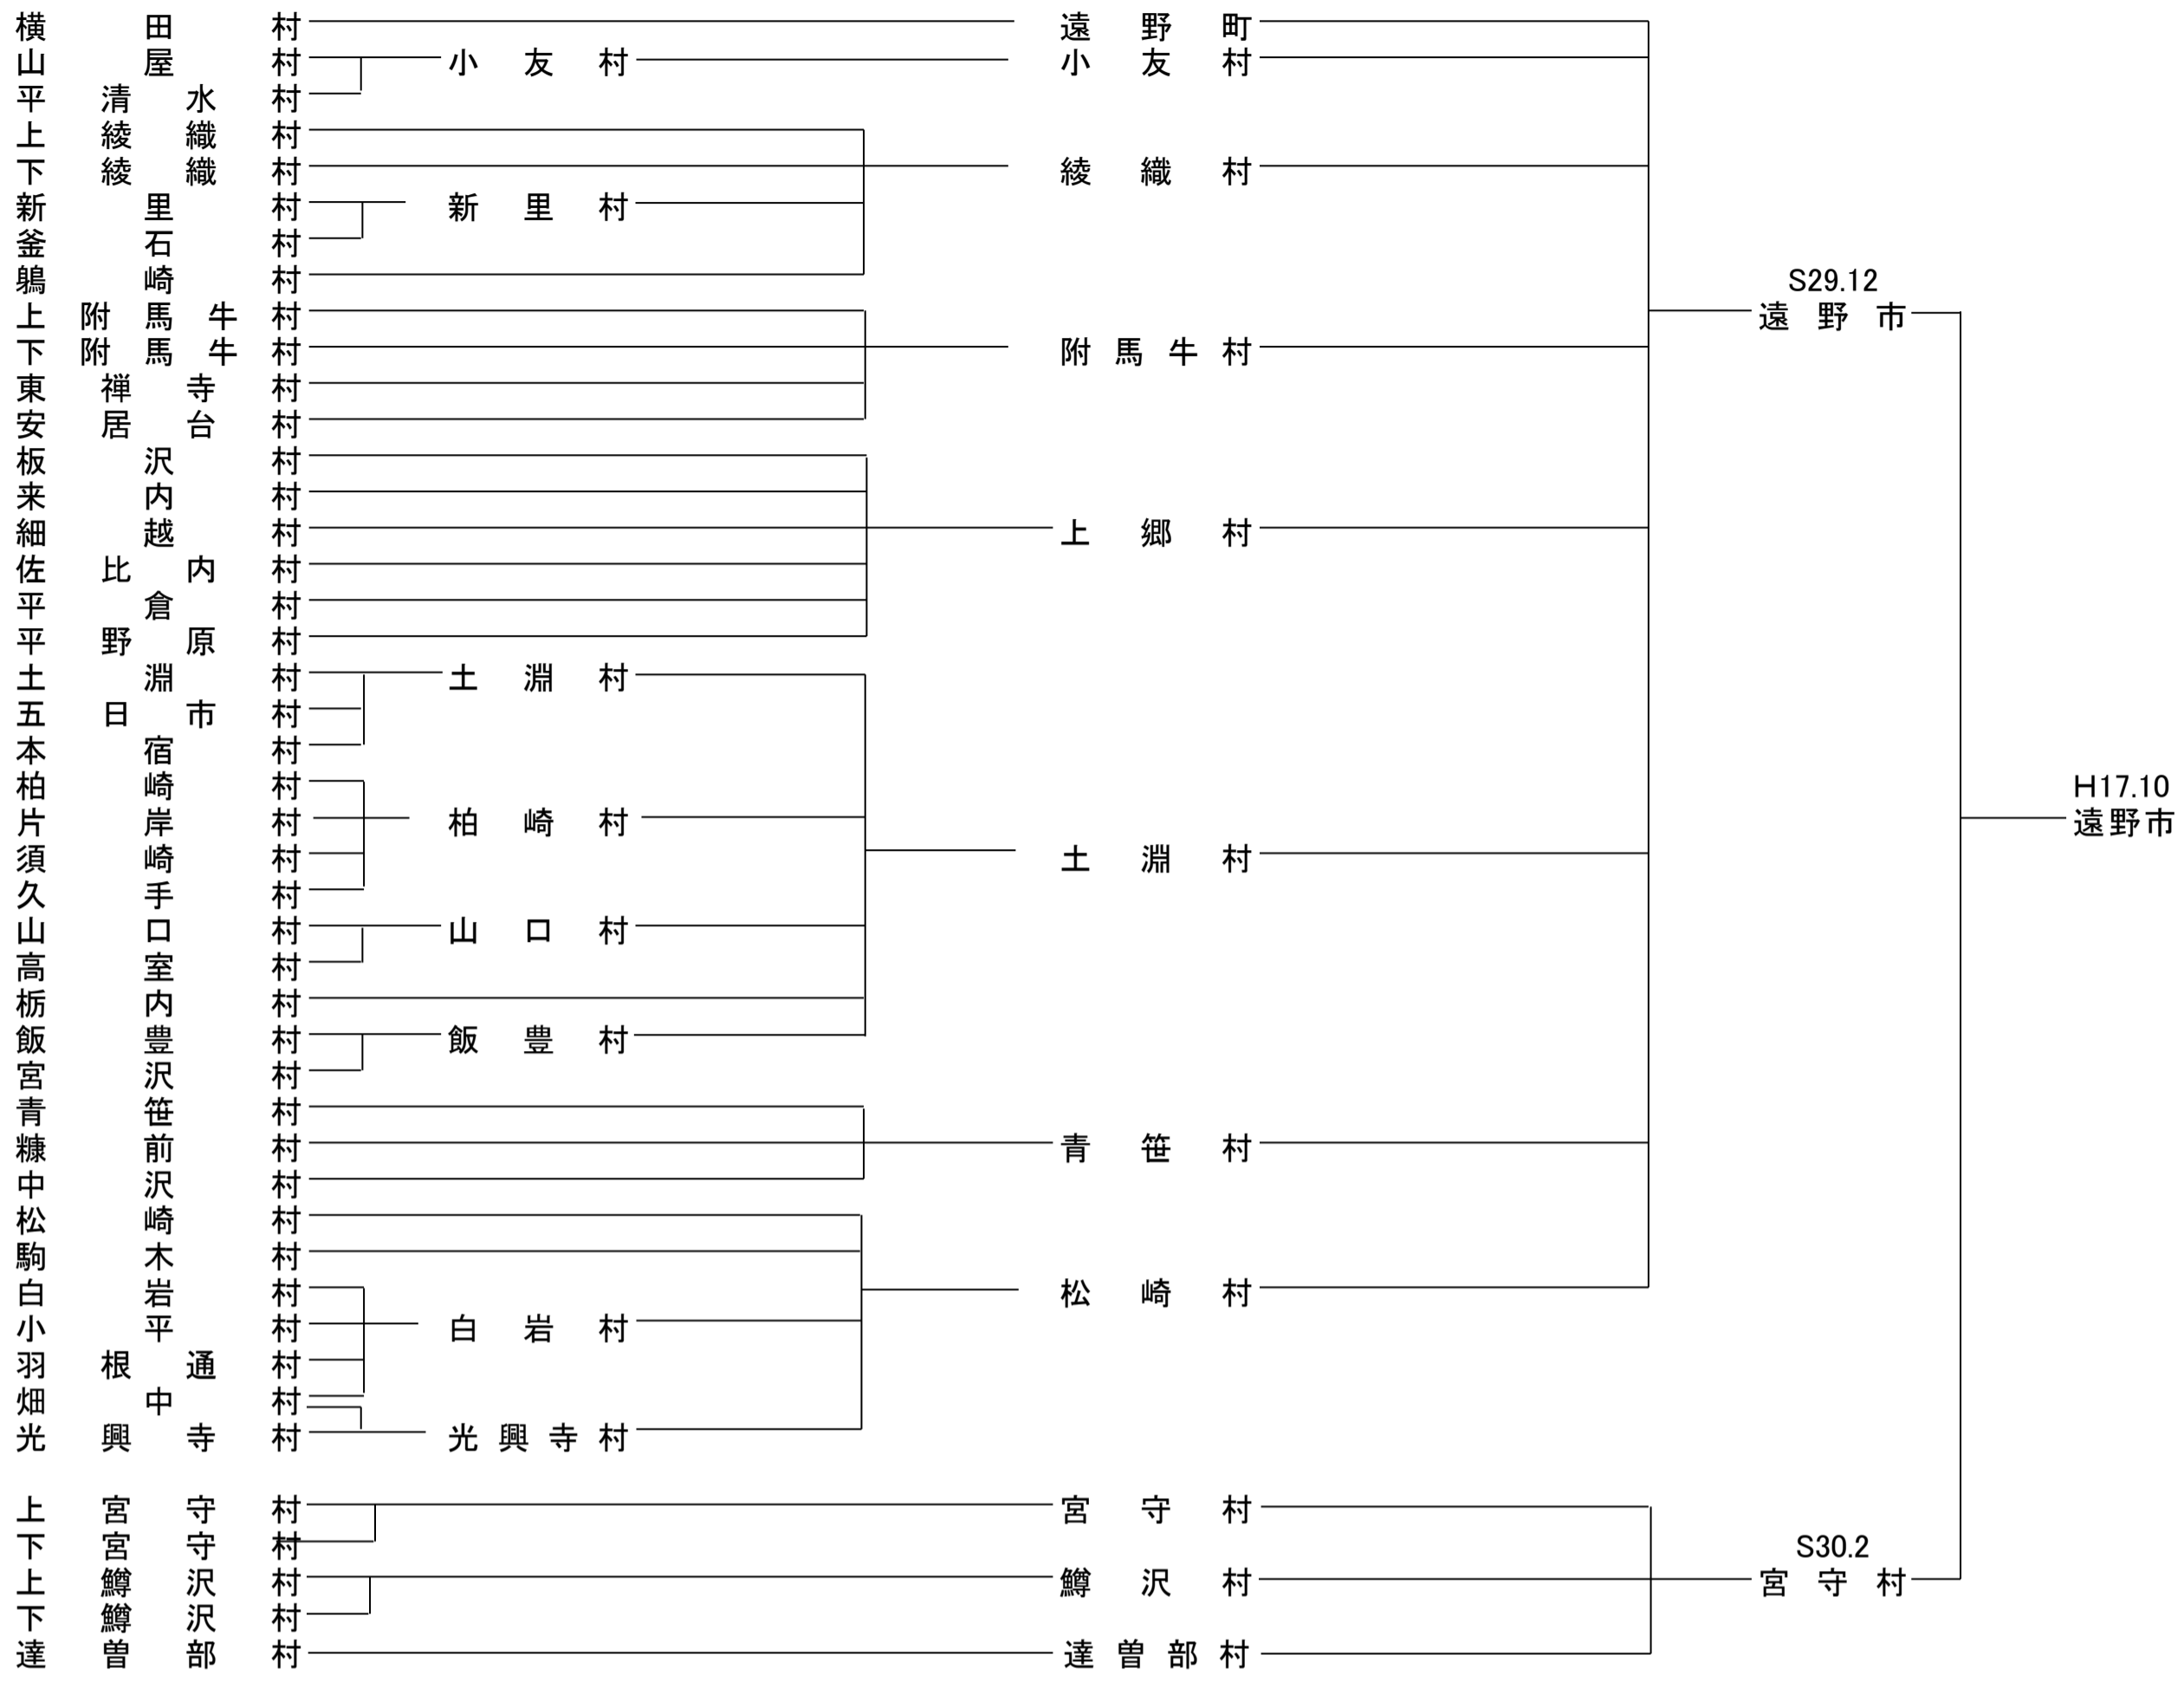 横田村 遠野町
山屋村 小友村 小友村
平清水村
上綾織村
下綾織村 綾織村
新里村 新里村
釜石村
鵢崎村
S29.12
上附馬牛村 遠野市
下附馬牛村 附馬牛村
東禅寺村
安居台村
板沢村
来内村
細越村 上郷村
佐比内村
平倉村
平野原村
土淵村 土淵村
五日市村
本宿村
柏崎村 H17.10
片岸村 柏崎村 遠野市
須崎村 土淵村
久手村
山口村 山口村
高室村
栃内村
飯豊村 飯豊村
宮沢村
青笹村
糠前村 青笹村
中沢村
松崎村
駒木村
白岩村 松崎村
小平村 白岩村
羽根通村
畑中村
光興寺村 光興寺村
上宮守村 宮守村
下宮守村 S30.2
上鱒沢村 鱒沢村 宮守村
下鱒沢村
達曽部村 達曽部村